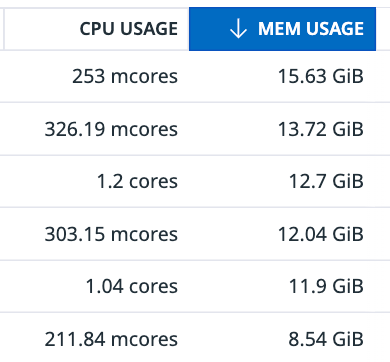 CPU USAGE ↓ MEM USAGE
253 mcores 15.63 GiB
326.19 mcores 13.72 GiB
1.2 cores 12.7 GiB
303.15 mcores 12.04 GiB
1.04 cores 11.9 GiB
211.84 mcores 8.54 GiB